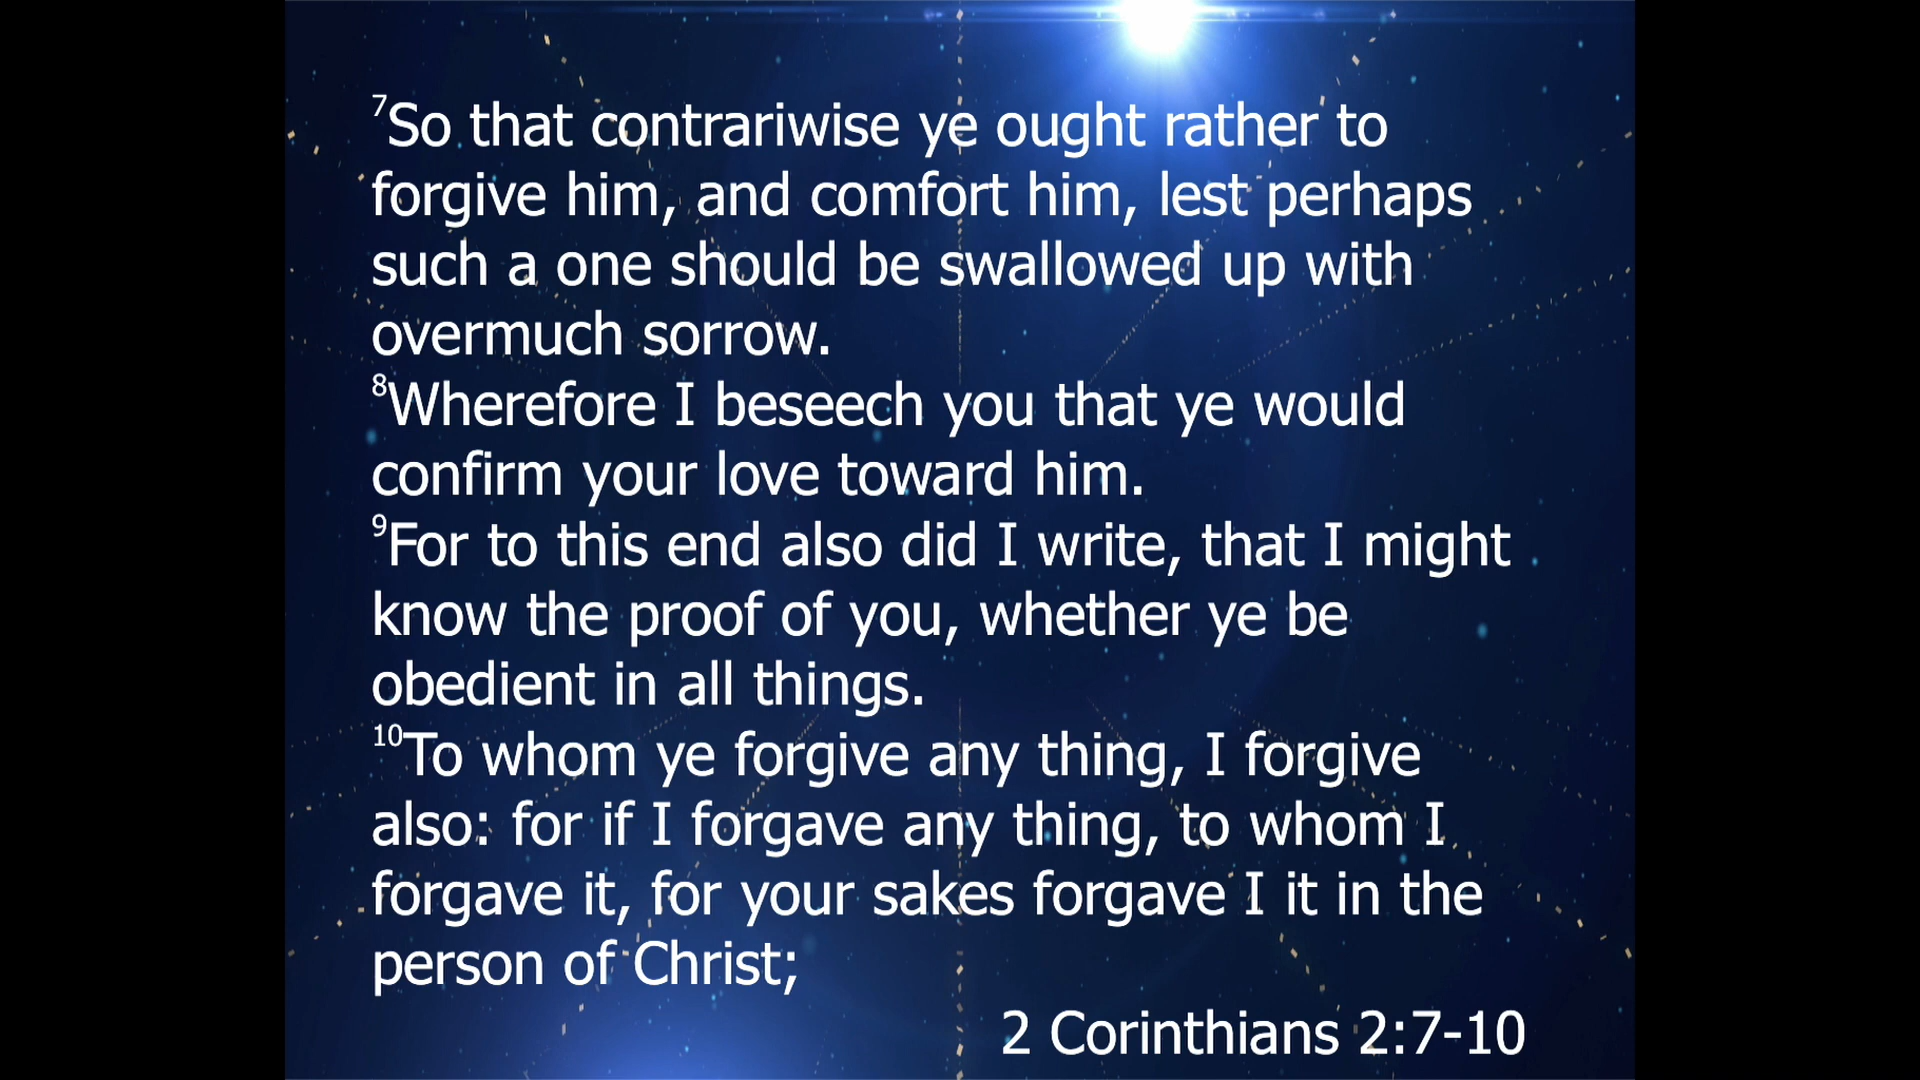 7So that contrariwise ye ought rather to
forgive him, and comfort him, lest perhaps
such a one should be swallowed up with
overmuch sorrow.
8Wherefore I beseech you that ye would
confirm your love toward him.
9For to this end also did I write, that I might
know the proof of you, whether ye be
obedient in all things.
10To whom ye forgive any thing, I forgive
also: for if I forgave any thing, to whom I
forgave it, for your sakes forgave I it in the
person of Christ;
2 Corinthians 2:7-10